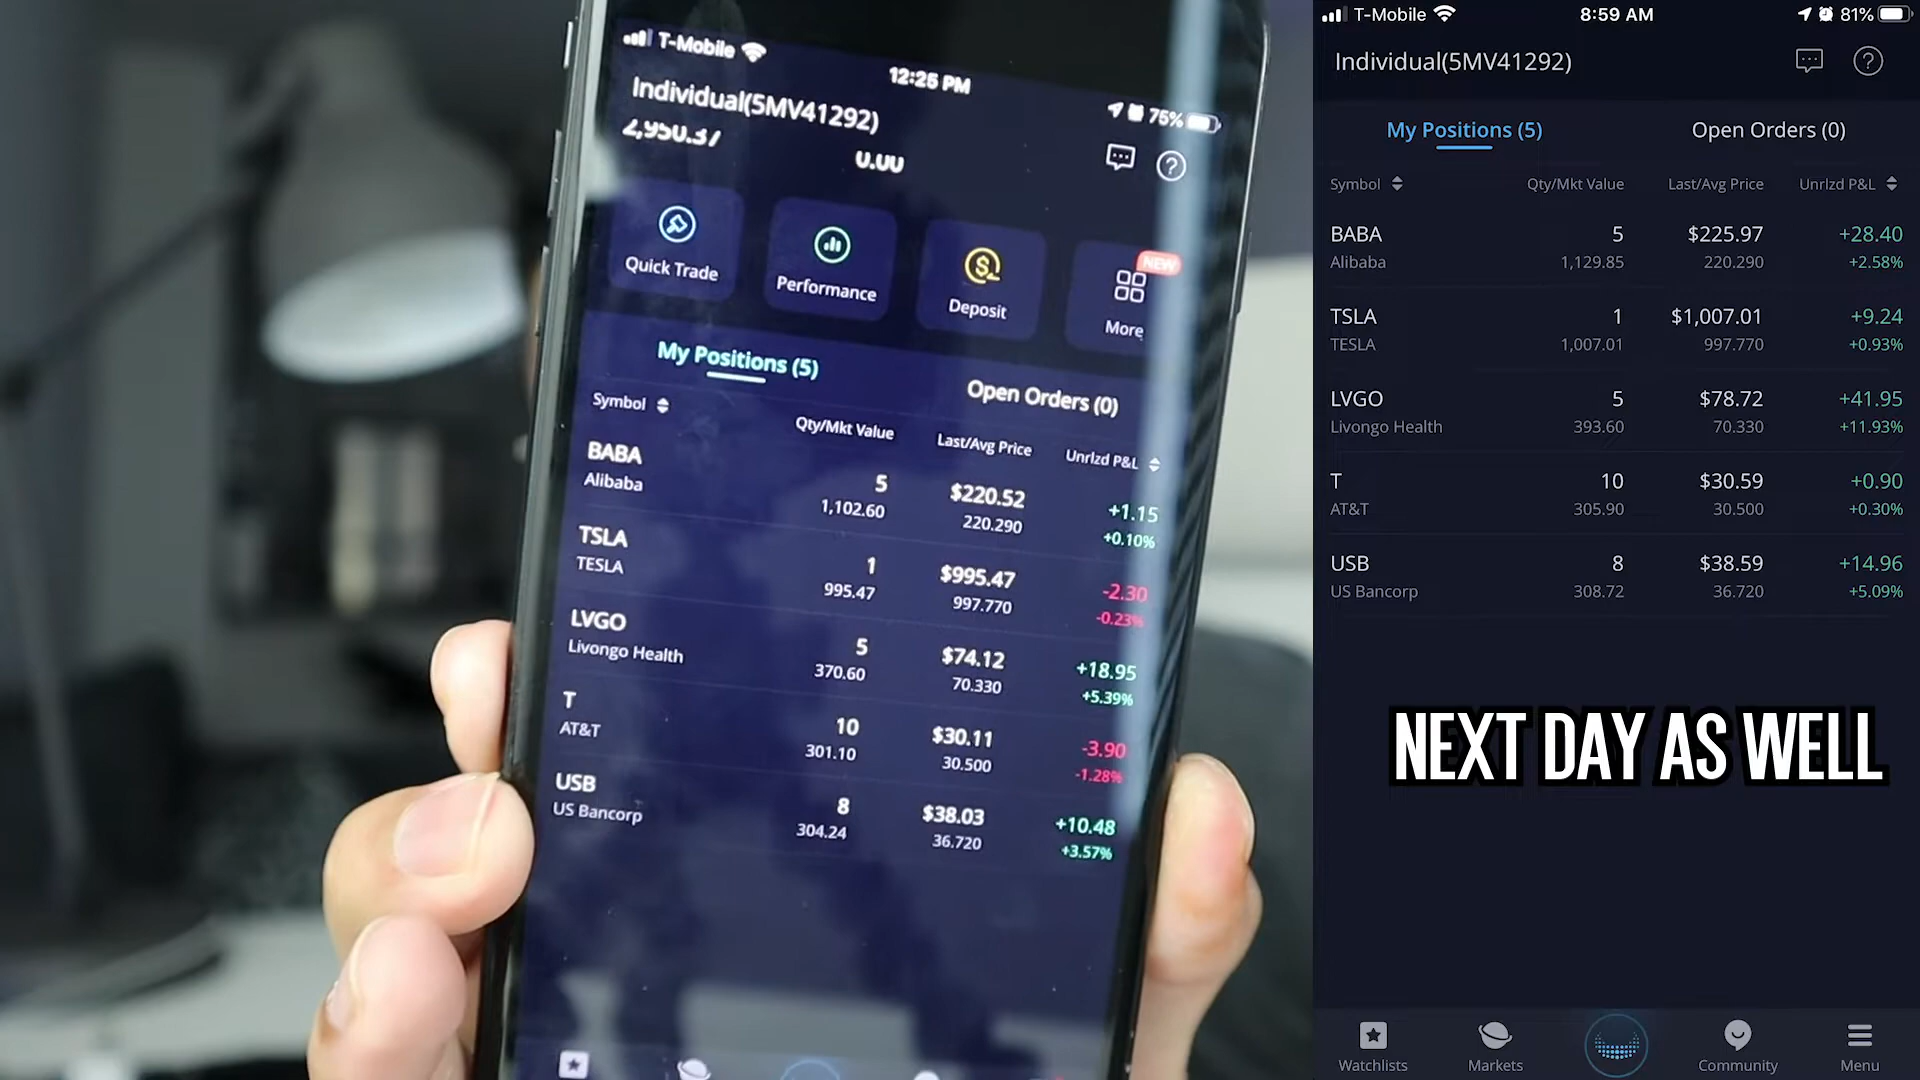 T-Mobile
12:25 PM
75%
Individual(5MV41292)
2,950.37
0.00
Quick Trade
Performance
Deposit
NEW
More
My Positions (5)
Open Orders (0)
Symbol
Qty/Mkt Value
Last/Avg Price
Unrlzd P&L
BABA 5 $220.52 +1.15
Alibaba 1,102.60 220.290 +0.10%
TSLA 1 $995.47 -2.30
TESLA 995.47 997.770 -0.23%
LVGO 5 $74.12 +18.95
Livongo Health 370.60 70.330 +5.39%
T 10 $30.11 -3.90
AT&T 301.10 30.500 -1.28%
USB 8 $38.03 +10.48
US Bancorp 304.24 36.720 +3.57%
T-Mobile 8:59 AM 81%
Individual(5MV41292)
My Positions (5) Open Orders (0)
Symbol Qty/Mkt Value Last/Avg Price Unrlzd P&L
BABA 5 $225.97 +28.40
Alibaba 1,129.85 220.290 +2.58%
TSLA 1 $1,007.01 +9.24
TESLA 1,007.01 997.770 +0.93%
LVGO 5 $78.72 +41.95
Livongo Health 393.60 70.330 +11.93%
T 10 $30.59 +0.90
AT&T 305.90 30.500 +0.30%
USB 8 $38.59 +14.96
US Bancorp 308.72 36.720 +5.09%
NEXT DAY AS WELL
Watchlists Markets Community Menu